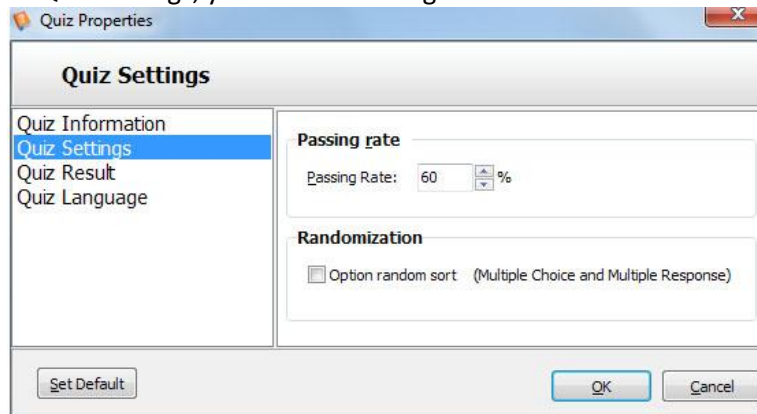 Quiz Properties
Quiz Settings
Quiz Information
Quiz Settings
Quiz Result
Quiz Language
Passing rate
Passing Rate: 60 %
Randomization
Option random sort (Multiple Choice and Multiple Response)
Set Default
OK
Cancel